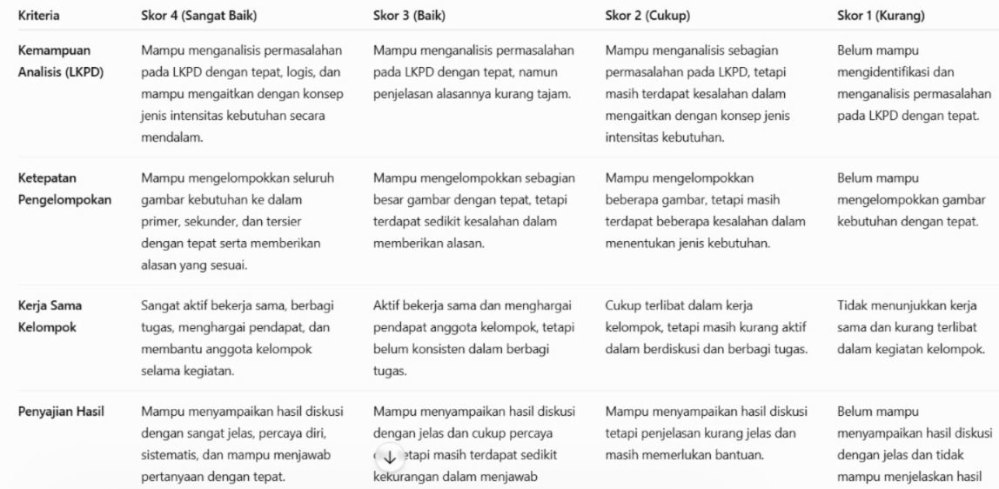 Kriteria Skor 4 (Sangat Baik) Skor 3 (Baik) Skor 2 (Cukup) Skor 1 (Kurang)
Kemampuan Analisis (LKPD)
Mampu menganalisis permasalahan
pada LKPD dengan tepat, logis, dan
mampu mengaitkan dengan konsep
jenis intensitas kebutuhan secara
mendalam.
Mampu menganalisis permasalahan
pada LKPD dengan tepat, namun
penjelasan alasannya kurang tajam.
Mampu menganalisis sebagian
permasalahan pada LKPD, tetapi
masih terdapat kesalahan dalam
mengaitkan dengan konsep jenis
intensitas kebutuhan.
Belum mampu
mengidentifikasi dan
menganalisis permasalahan
pada LKPD dengan tepat.
Ketepatan
Pengelompokan
Mampu mengelompokkan seluruh
gambar kebutuhan ke dalam
primer, sekunder, dan tersier
dengan tepat serta memberikan
alasan yang sesuai.
Mampu mengelompokkan sebagian
besar gambar dengan tepat, tetapi
terdapat sedikit kesalahan dalam
memberikan alasan.
Mampu mengelompokkan
beberapa gambar, tetapi masih
terdapat beberapa kesalahan dalam
menentukan jenis kebutuhan.
Belum mampu
mengelompokkan gambar
kebutuhan dengan tepat.
Kerja Sama
Kelompok
Sangat aktif bekerja sama, berbagi
tugas, menghargai pendapat, dan
membantu anggota kelompok
selama kegiatan.
Aktif bekerja sama dan menghargai
pendapat anggota kelompok, tetapi
belum konsisten dalam berbagi
tugas.
Cukup terlibat dalam kerja
kelompok, tetapi masih kurang aktif
dalam berdiskusi dan berbagi tugas.
Tidak menunjukkan kerja
sama dan kurang terlibat
dalam kegiatan kelompok.
Penyajian Hasil
Mampu menyampaikan hasil diskusi
dengan sangat jelas, percaya diri,
sistematis, dan mampu menjawab
pertanyaan dengan tepat.
Mampu menyampaikan hasil diskusi
dengan jelas dan cukup percaya
tetapi masih terdapat sedikit
kekurangan dalam menjawab
Mampu menyampaikan hasil diskusi
tetapi penjelasan kurang jelas dan
masih memerlukan bantuan.
Belum mampu
menyampaikan hasil diskusi
dengan jelas dan tidak
mampu menjelaskan hasil